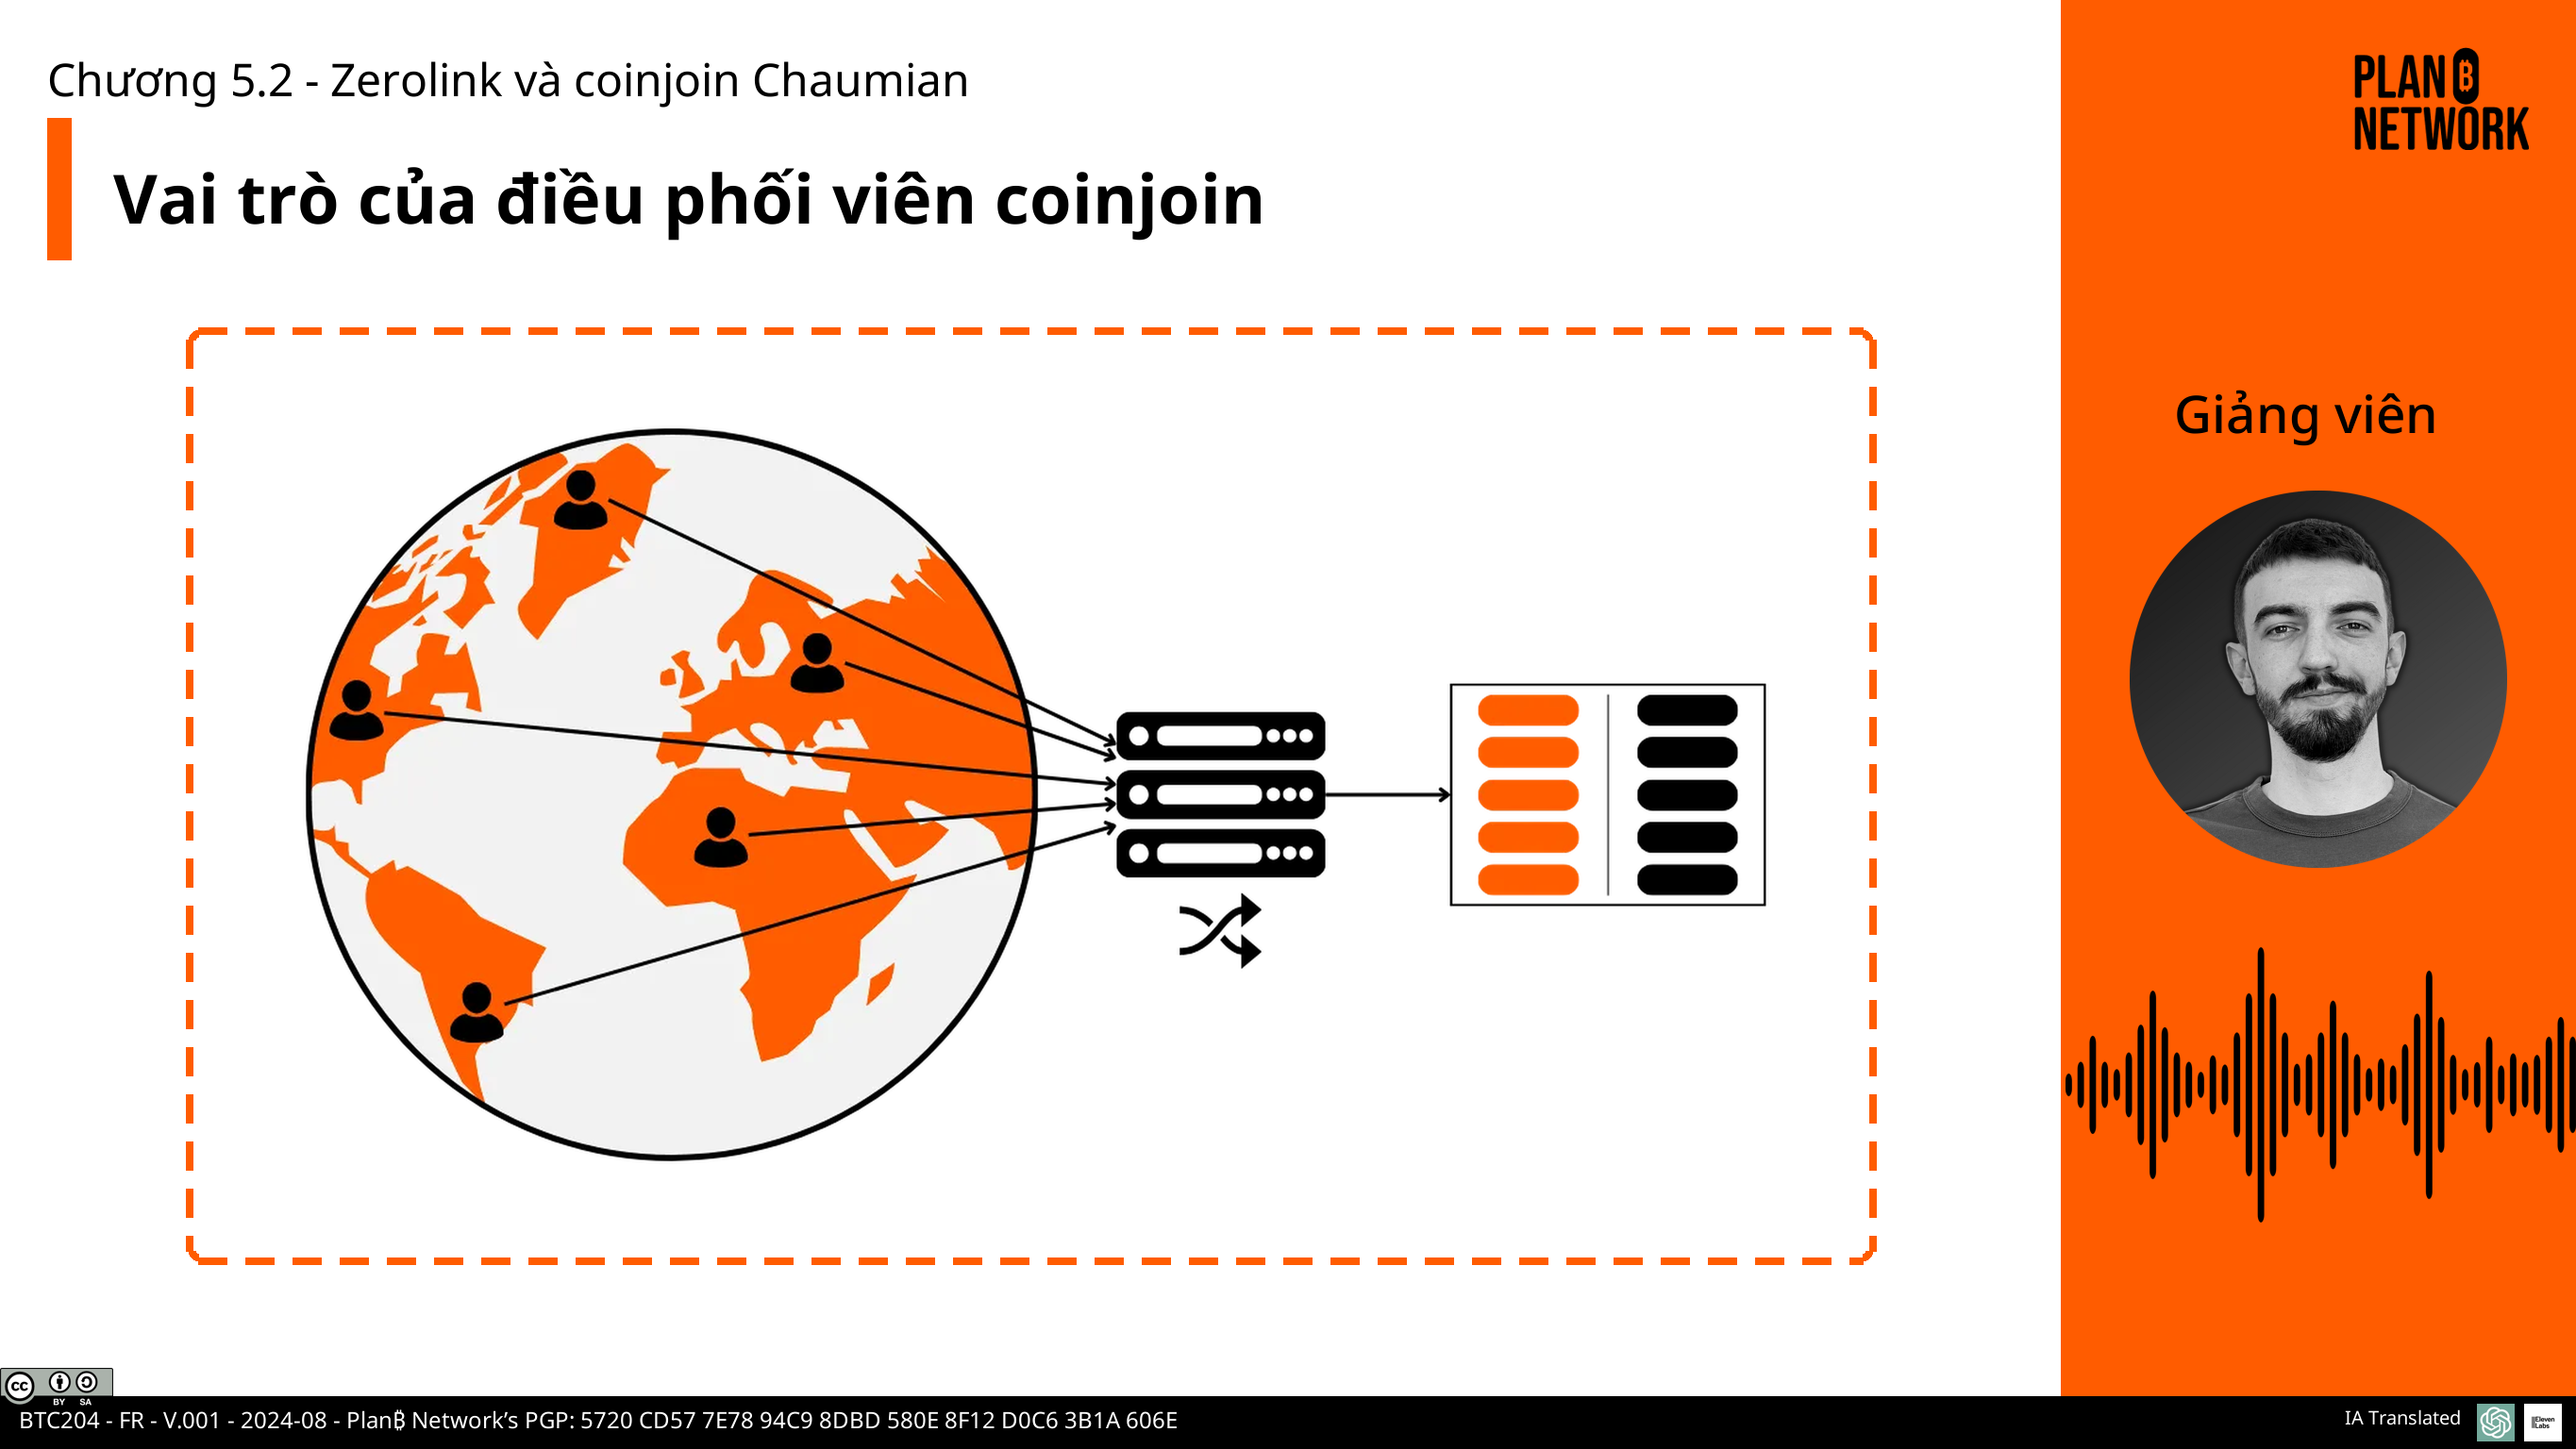 Chương 5.2 - Zerolink và coinjoin Chaumian
Vai trò của điều phối viên coinjoin
PLAN ₿
NETWORK
Giảng viên
cc
BY SA
BTC204 - FR - V.001 - 2024-08 - Plan₿ Network’s PGP: 5720 CD57 7E78 94C9 8DBD 580E 8F12 D0C6 3B1A 606E
IA Translated
ElevenLabs